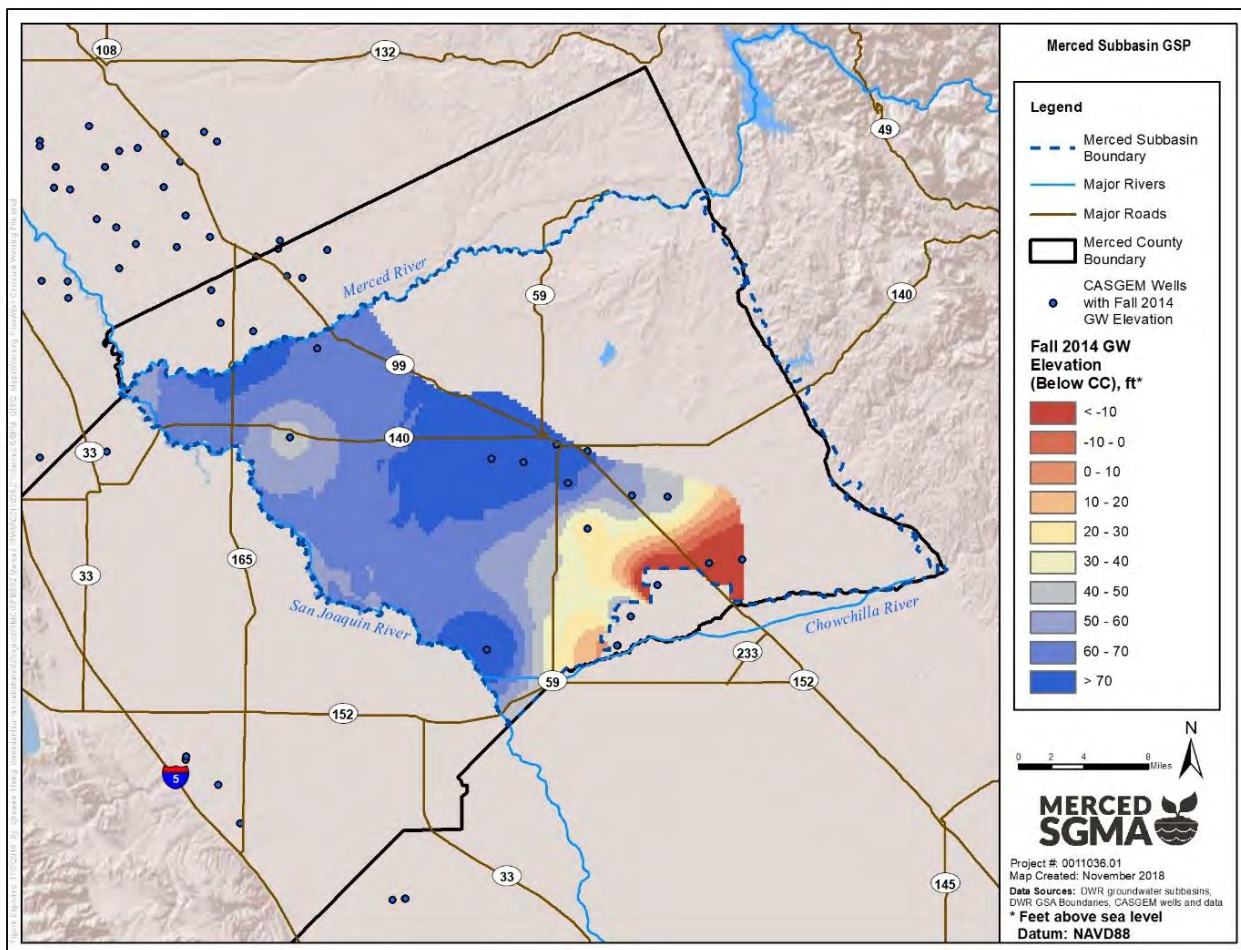 Merced Subbasin GSP
Legend
Merced Subbasin
Boundary
Major Rivers
Major Roads
Merced County
Boundary
CASGEM Wells
with Fall 2014
GW Elevation
Fall 2014 GW
Elevation
(Below CC), ft*
< -10
-10 - 0
0 - 10
10 - 20
20 - 30
30 - 40
40 - 50
50 - 60
60 - 70
> 70
N
0 2 4 8
Miles
MERCED
SGMA
Project #: 0011036.01
Map Created: November 2018
Data Sources: DWR groundwater subbasins,
DWR GSA Boundaries, CASGEM wells and data
* Feet above sea level
Datum: NAVD88
108
132
49
140
59
Merced River
99
140
33
165
33
San Joaquin River
Chowchilla River
233
59
152
152
5
33
145